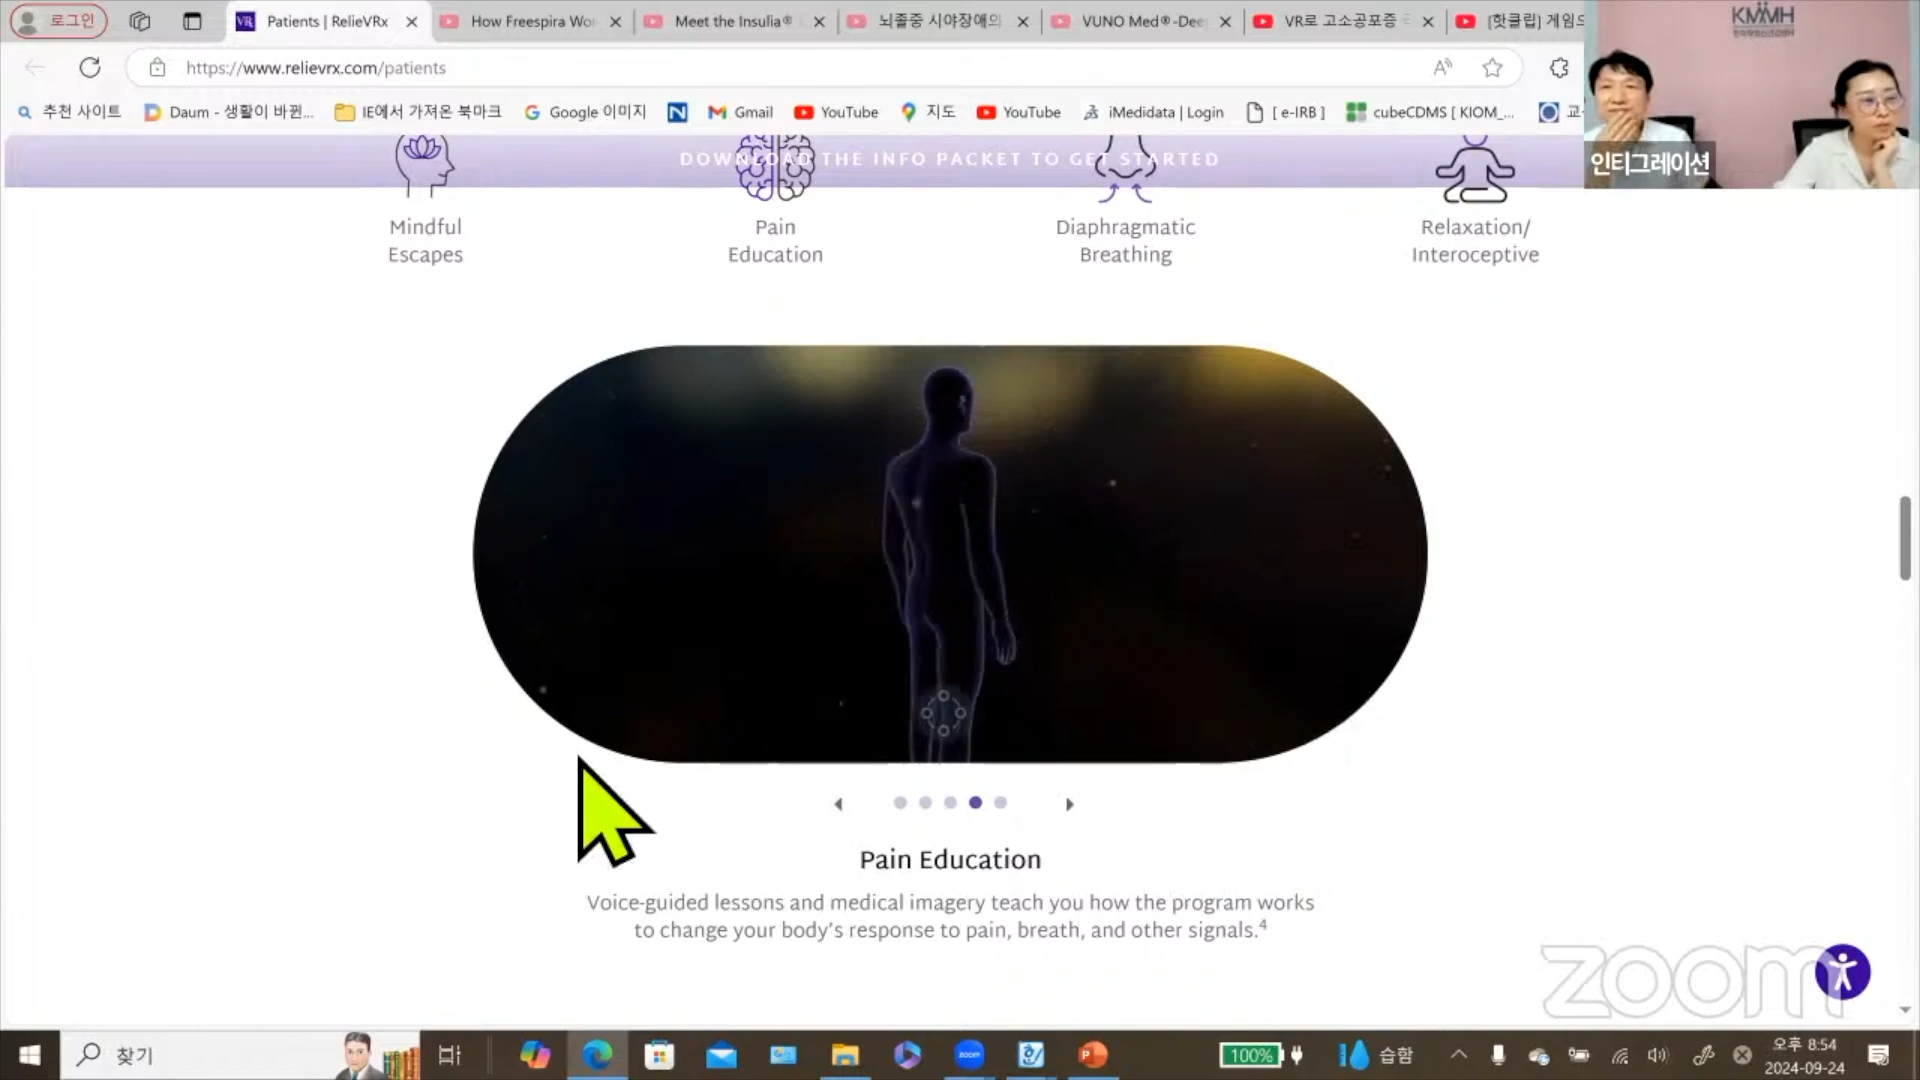 로그인
Patients | RelieVRx
How Freespira Wo
Meet the Insulia®
뇌졸중 시야장애의
VUNO Med®-Dee
VR로 고소공포증
[핫클립] 게임으
KMMH
https://www.relievrx.com/patients
추천 사이트
Daum - 생활이 바뀐...
IE에서 가져온 북마크
Google 이미지
Gmail
YouTube
지도
YouTube
iMedidata | Login
[ e-IRB ]
cubeCDMS [ KIOM_...
인티그레이션
DOWNLOAD THE INFO PACKET TO GET STARTED
Mindful
Escapes
Pain
Education
Diaphragmatic
Breathing
Relaxation/
Interoceptive
Pain Education
Voice-guided lessons and medical imagery teach you how the program works
to change your body's response to pain, breath, and other signals.4
zoom
찾기
zoom
100%
습함
오후 8:54
2024-09-24